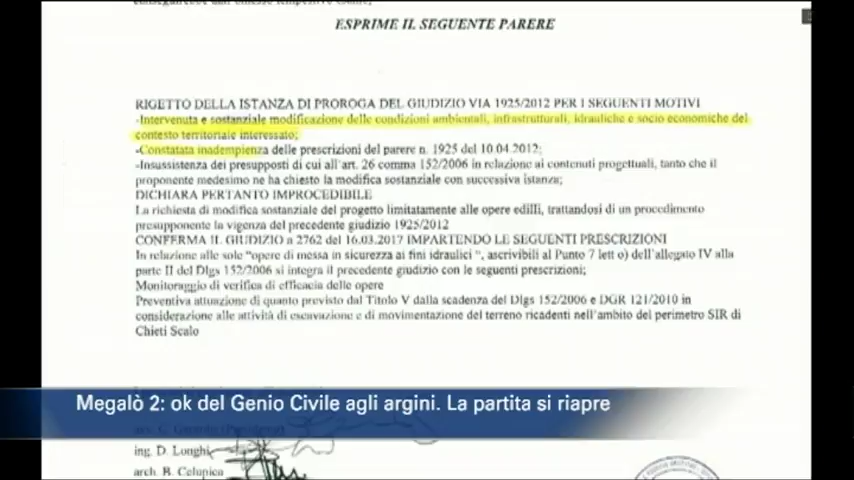 ESPRIME IL SEGUENTE PARERE
RIGETTO DELLA ISTANZA DI PROROGA DEL GIUDIZIO VIA 1925/2012 PER I SEGUENTI MOTIVI
-Intervenuta e sostanziale modificazione delle condizioni ambientali, infrastrutturali, idrauliche e socio economiche del
contesto territoriale interessato;
-Constatata inadempienza delle prescrizioni del parere n. 1925 del 10.04.2012;
-Insussistenza dei presupposti di cui all'art. 26 comma 152/2006 in relazione ai contenuti progettuali, tanto che il
proponente medesimo ne ha chiesto la modifica sostanziale con successiva istanza;
DICHIARA PERTANTO IMPROCEDIBILE
La richiesta di modifica sostanziale del progetto limitatamente alle opere edilli, trattandosi di un procedimento
presupponente la vigenza del precedente giudizio 1925/2012
CONFERMA IL GIUDIZIO n 2762 del 16.03.2017 IMPARTENDO LE SEGUENTI PRESCRIZIONI
In relazione alle sole "opere di messa in sicurezza ai fini idraulici ", ascrivibili al Punto 7 lett o) dell'allegato IV alla
parte II del Dlgs 152/2006 si integra il precedente giudizio con le seguenti prescrizioni;
Monitoraggio di verifica di efficacia delle opere
Preventiva attuazione di quanto previsto dal Titolo V dalla scadenza del Dlgs 152/2006 e DGR 121/2010 in
considerazione alle attività di escavazione e di movimentazione del terreno ricadenti nell'ambito del perimetro SIR di
Chieti Scalo
Megalò 2: ok del Genio Civile agli argini. La partita si riapre
ing. D. Longhi
arch. B. Celupica